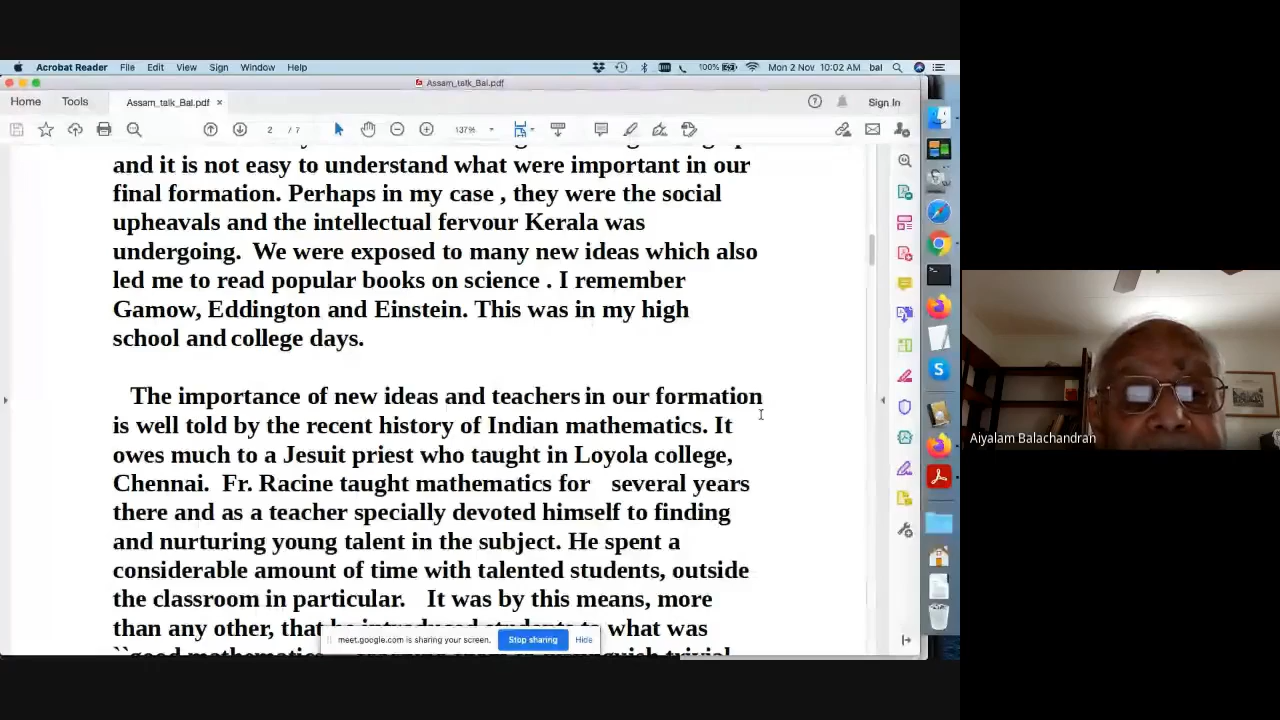 Acrobat Reader File Edit View Sign Window Help 100% Mon 2 Nov 10:02 AM bal
Assam_talk_Bal.pdf
Home Tools Assam_talk_Bal.pdf × Sign In
2 / 7 137%
and it is not easy to understand what were important in our
final formation. Perhaps in my case , they were the social
upheavals and the intellectual fervour Kerala was
undergoing. We were exposed to many new ideas which also
led me to read popular books on science . I remember
Gamow, Eddington and Einstein. This was in my high
school and college days.
The importance of new ideas and teachers in our formation
is well told by the recent history of Indian mathematics. It
owes much to a Jesuit priest who taught in Loyola college,
Chennai. Fr. Racine taught mathematics for several years
there and as a teacher specially devoted himself to finding
and nurturing young talent in the subject. He spent a
considerable amount of time with talented students, outside
the classroom in particular. It was by this means, more
than any other, that he introduced students to what was
meet.google.com is sharing your screen. Stop sharing Hide
Aiyalam Balachandran